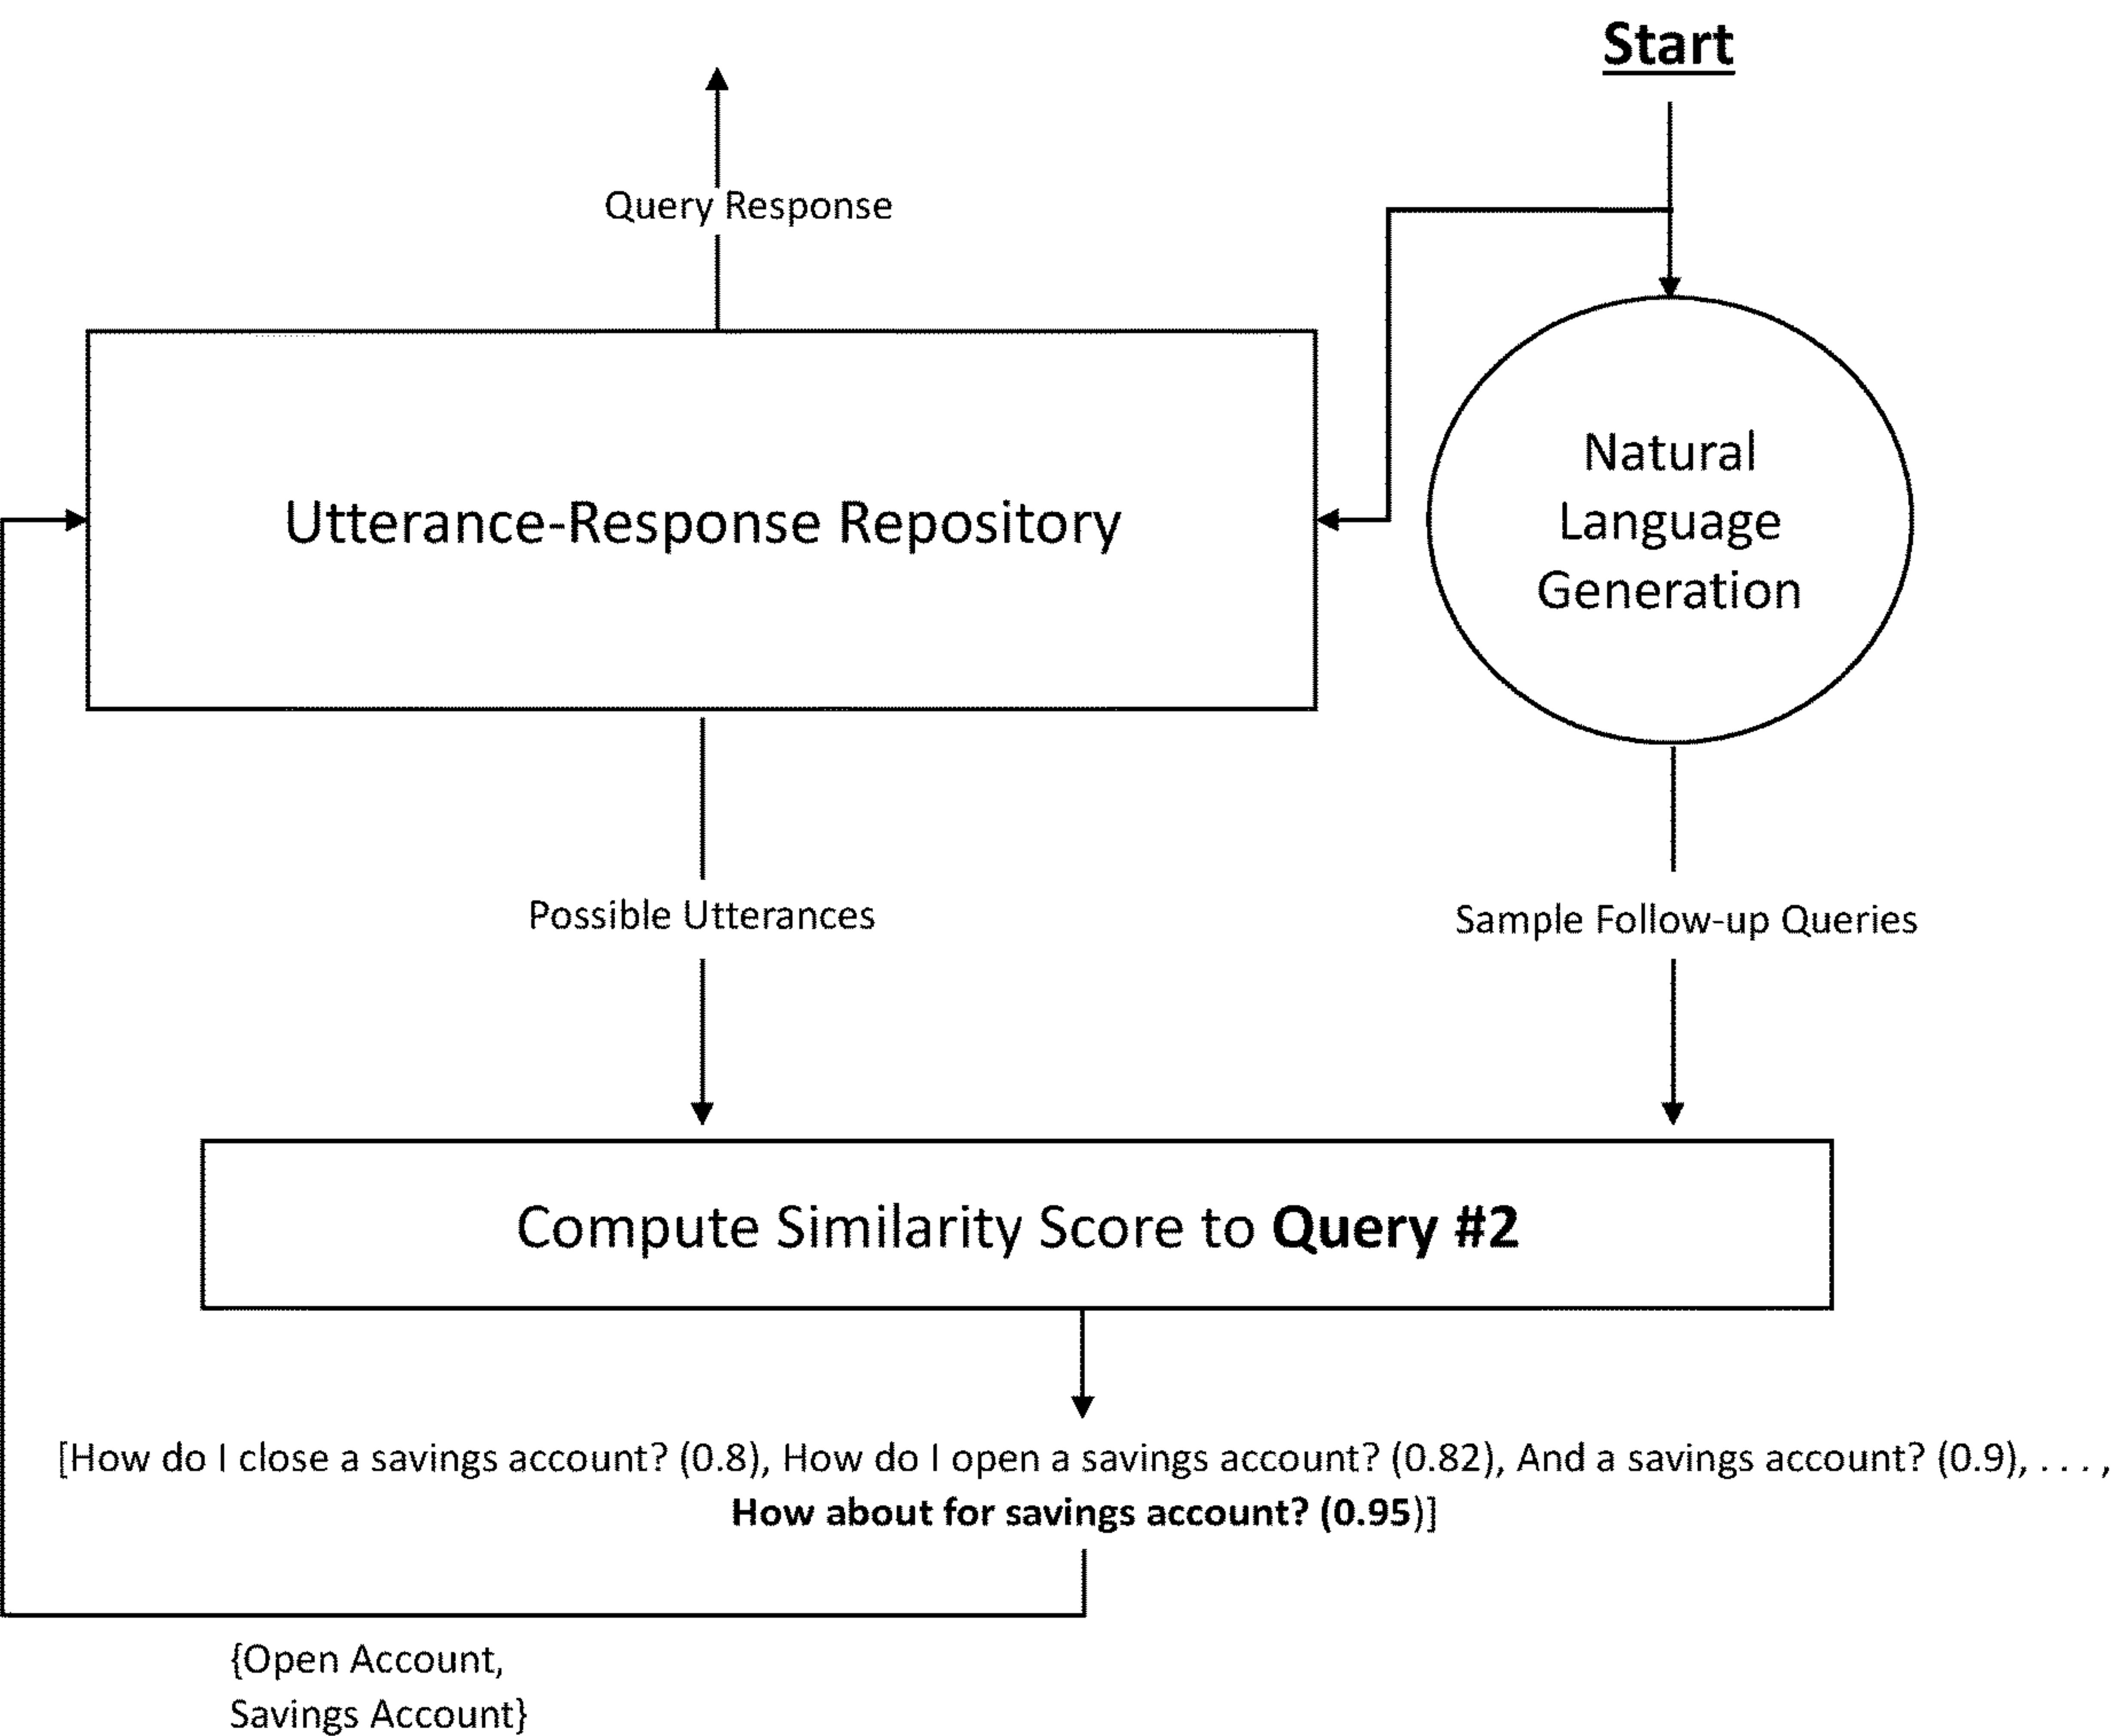 Start
Query Response
Natural
Language
Generation
Utterance-Response Repository
Possible Utterances
Sample Follow-up Queries
Compute Similarity Score to Query #2
[How do I close a savings account? (0.8), How do I open a savings account? (0.82), And a savings account? (0.9), . . . ,
How about for savings account? (0.95)]
{Open Account,
Savings Account}